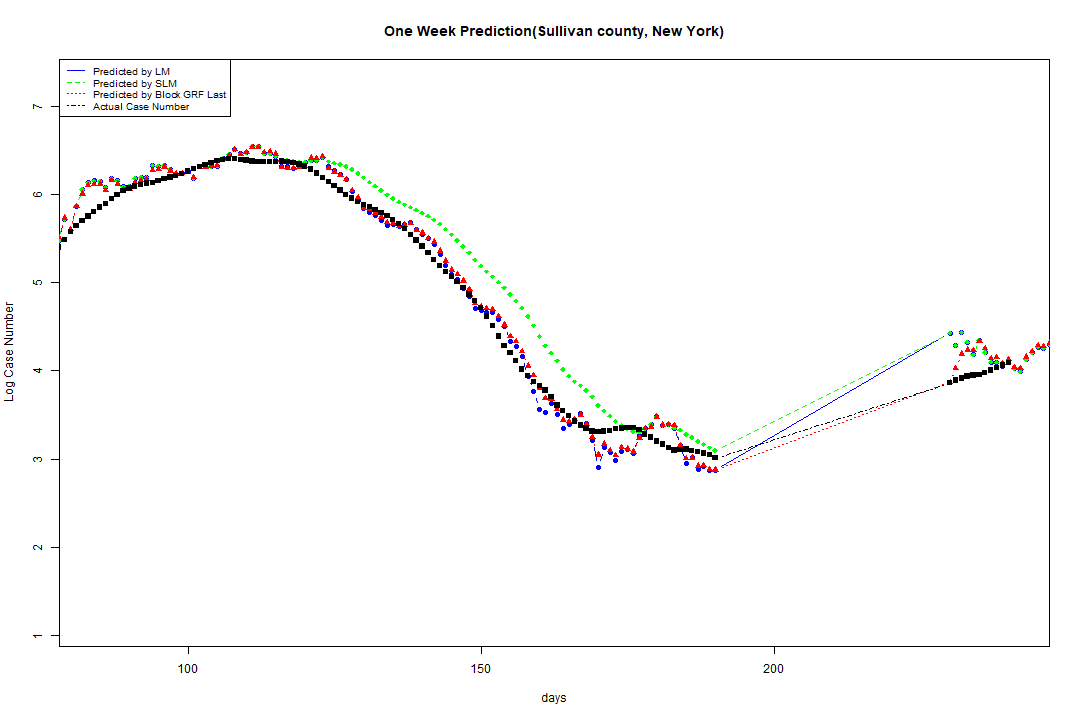 One Week Prediction(Sullivan county, New York)
Predicted by LM
Predicted by SLM
Predicted by Block GRF Last
Actual Case Number
7
6
5
4
3
2
1
Log Case Number
100 150 200
days